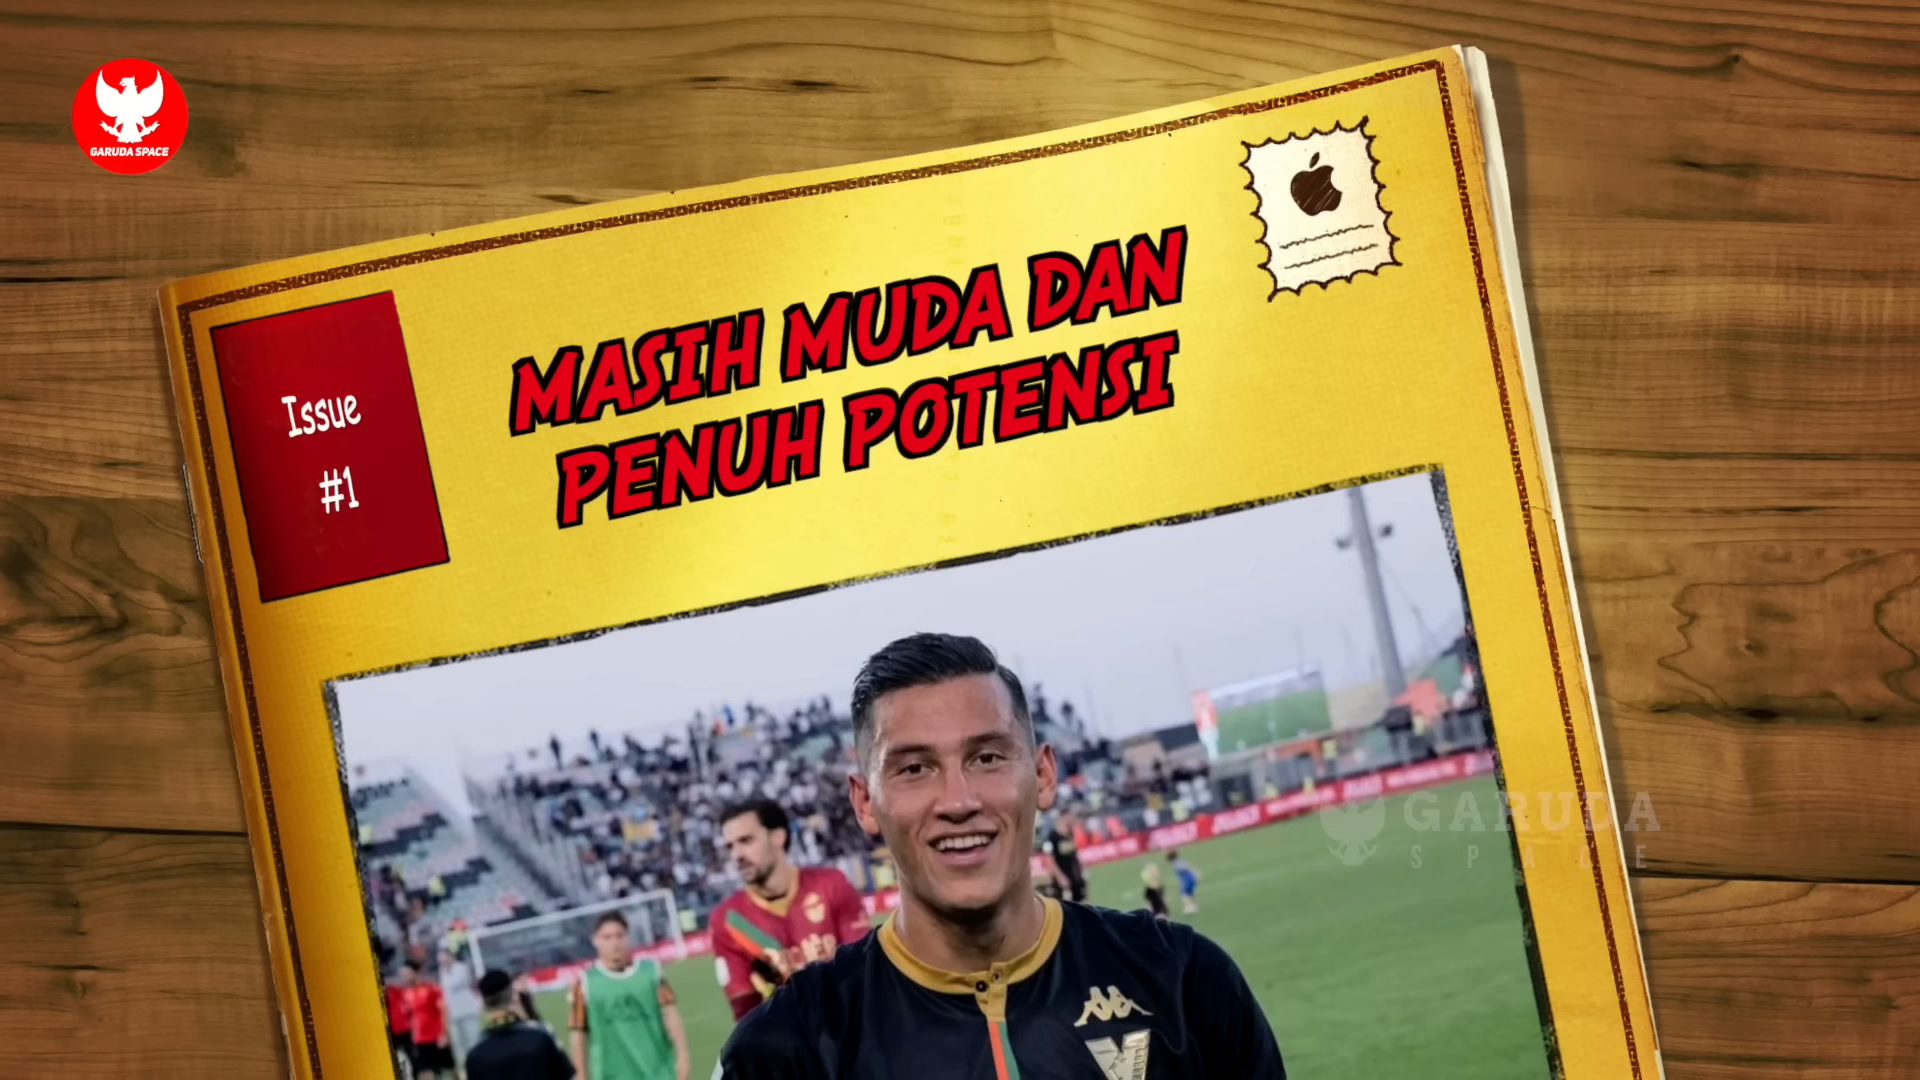 GARUDA SPACE
Issue
#1
MASIH MUDA DAN
PENUH POTENSI
GARUDA
SPACE